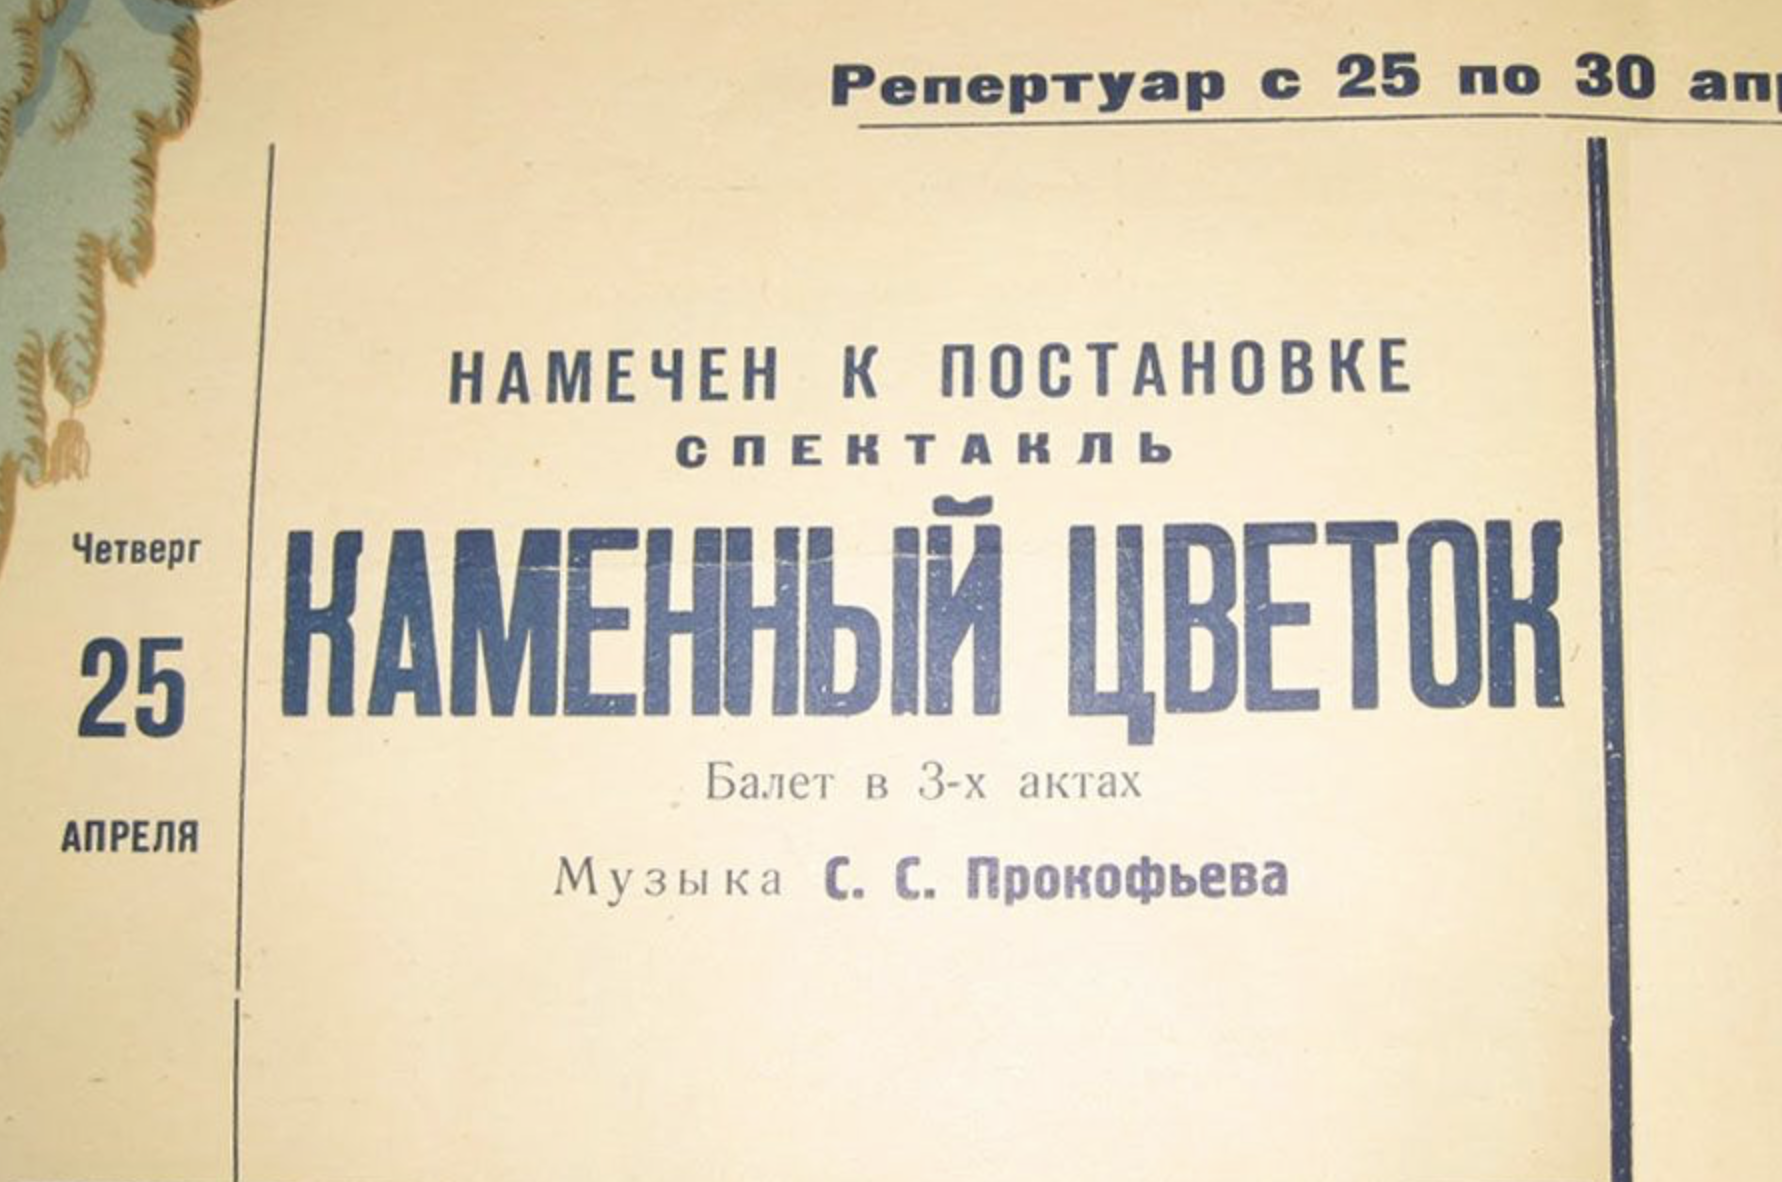 Репертуар с 25 по 30
НАМЕЧЕН К ПОСТАНОВКЕ
СПЕКТАКЛЬ
КАМЕННЫЙ ЦВЕТОК
Балет в 3-х актах
Музыка С. С. Прокофьева
Четверг
25
АПРЕЛЯ